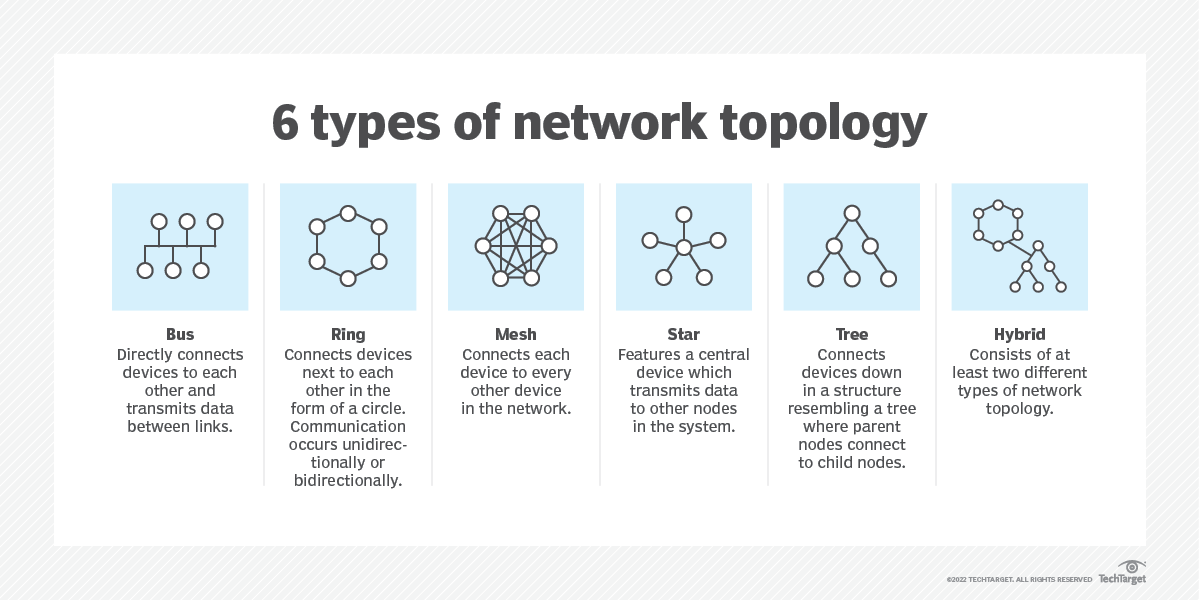 6 types of network topology
Bus
Directly connects
devices to each
other and
transmits data
between links.
Ring
Connects devices
next to each
other in the
form of a circle.
Communication
occurs unidirec-
tionally or
bidirectionally.
Mesh
Connects each
device to every
other device
in the network.
Star
Features a central
device which
transmits data
to other nodes
in the system.
Tree
Connects
devices down
in a structure
resembling a tree
where parent
nodes connect
to child nodes.
Hybrid
Consists of at
least two different
types of network
topology.
©2022 TECHTARGET. ALL RIGHTS RESERVED
TechTarget